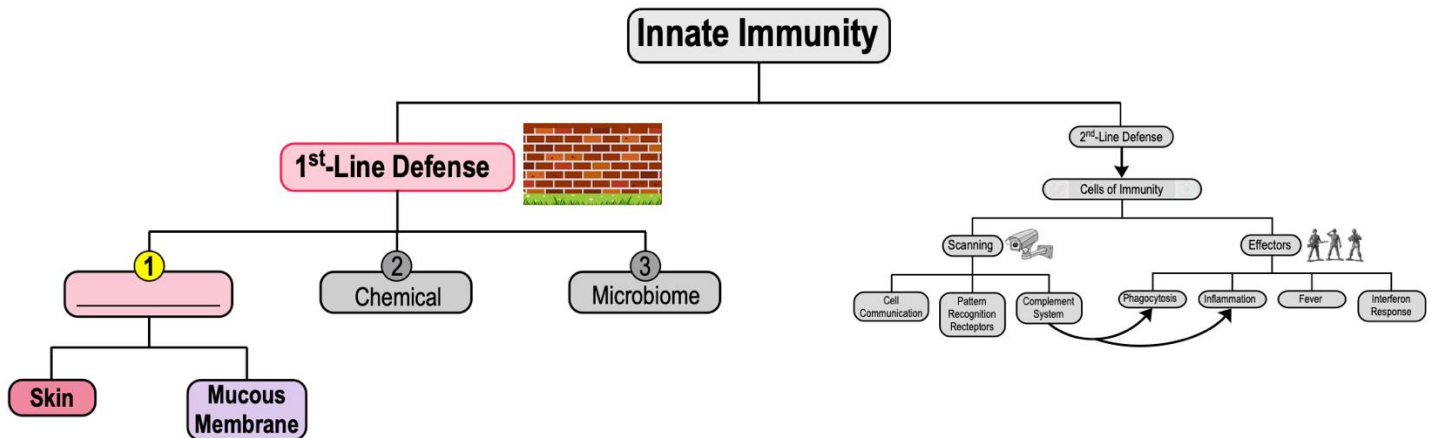 Innate Immunity
1st-Line Defense
2nd-Line Defense
Cells of Immunity
Scanning
Effectors
1
2
Chemical
3
Microbiome
Cell
Communication
Pattern
Recognition
Recteptors
Complement
System
Phagocytosis
Inflammation
Fever
Interferon
Response
Skin
Mucous
Membrane